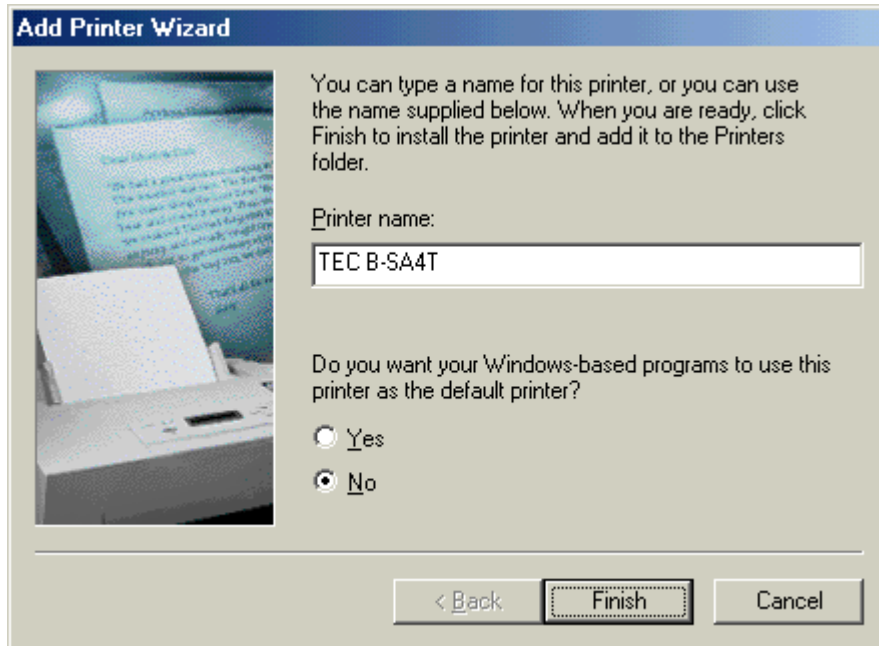 Add Printer Wizard
You can type a name for this printer, or you can use
the name supplied below. When you are ready, click
Finish to install the printer and add it to the Printers
folder.
Printer name:
TEC B-SA4T
Do you want your Windows-based programs to use this
printer as the default printer?
Yes
No
< Back
Finish
Cancel